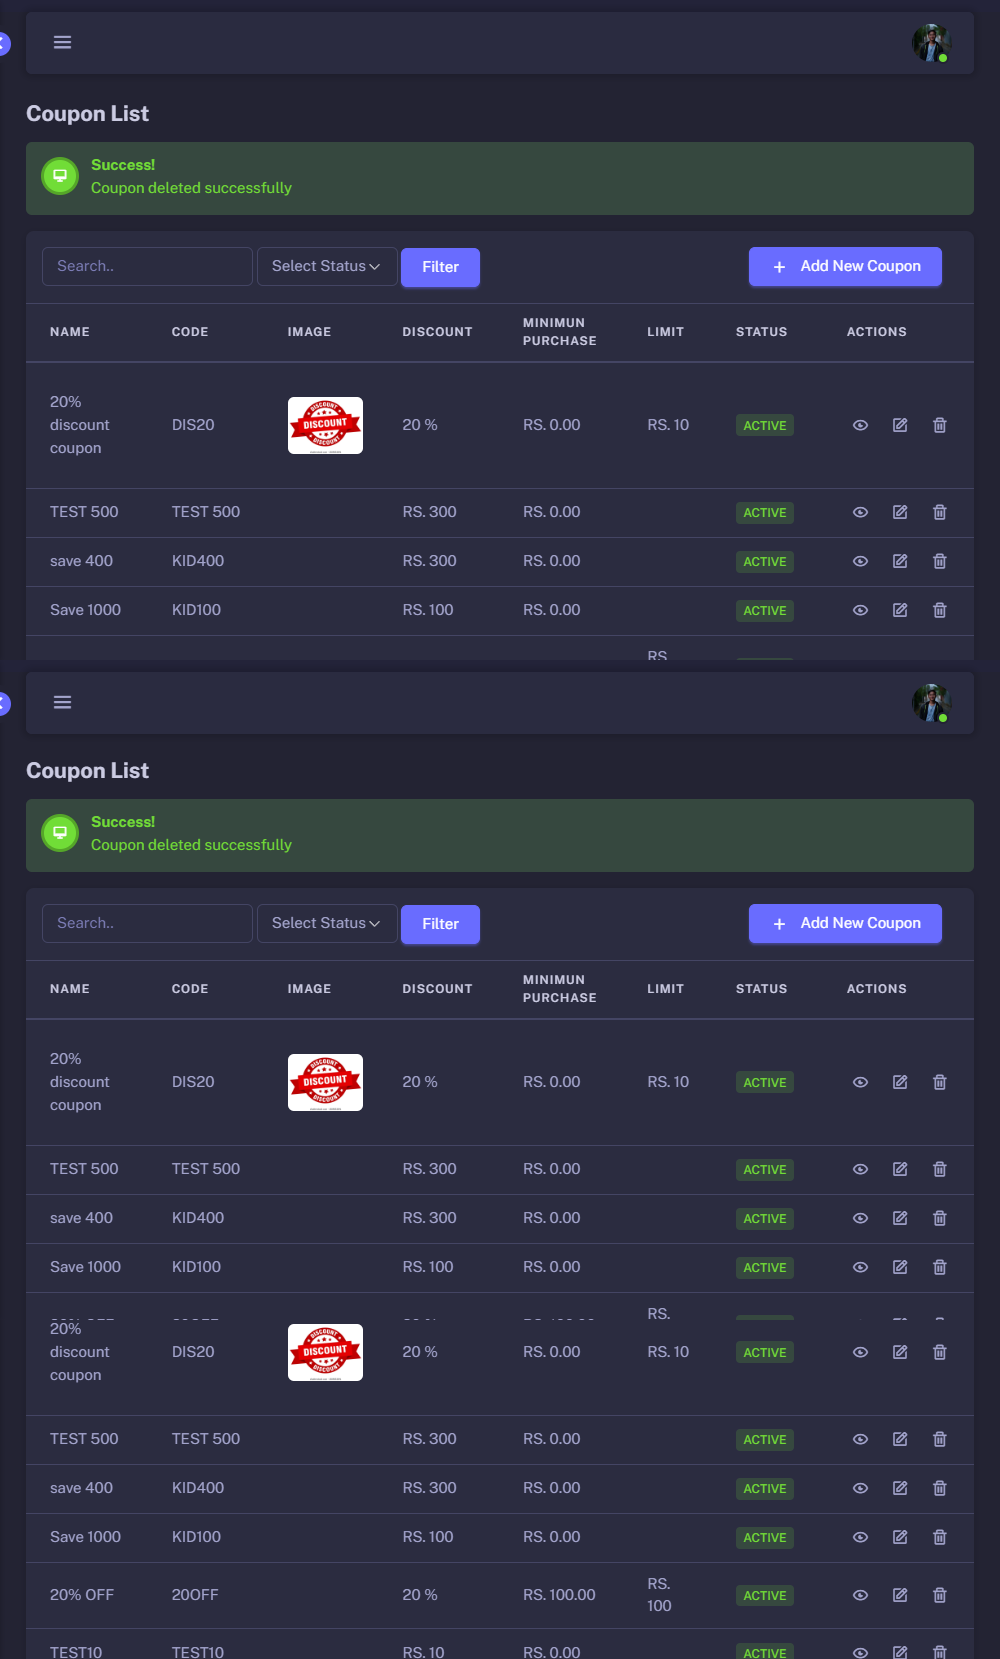 Coupon List
Success!
Coupon deleted successfully
Search..
Select Status
Filter
+ Add New Coupon
NAME CODE IMAGE DISCOUNT MINIMUN PURCHASE LIMIT STATUS ACTIONS
20% discount coupon DIS20 DISCOUNT DISCOUNT DISCOUNT 20 % RS. 0.00 RS. 10 ACTIVE
TEST 500 TEST 500 RS. 300 RS. 0.00 ACTIVE
save 400 KID400 RS. 300 RS. 0.00 ACTIVE
Save 1000 KID100 RS. 100 RS. 0.00 ACTIVE
RS.
Coupon List
Success!
Coupon deleted successfully
Search..
Select Status
Filter
+ Add New Coupon
NAME CODE IMAGE DISCOUNT MINIMUN PURCHASE LIMIT STATUS ACTIONS
20% discount coupon DIS20 DISCOUNT DISCOUNT DISCOUNT 20 % RS. 0.00 RS. 10 ACTIVE
TEST 500 TEST 500 RS. 300 RS. 0.00 ACTIVE
save 400 KID400 RS. 300 RS. 0.00 ACTIVE
Save 1000 KID100 RS. 100 RS. 0.00 ACTIVE
RS.
20% discount coupon DIS20 DISCOUNT DISCOUNT DISCOUNT 20 % RS. 0.00 RS. 10 ACTIVE
TEST 500 TEST 500 RS. 300 RS. 0.00 ACTIVE
save 400 KID400 RS. 300 RS. 0.00 ACTIVE
Save 1000 KID100 RS. 100 RS. 0.00 ACTIVE
20% OFF 20OFF 20 % RS. 100.00 RS. 100 ACTIVE
TEST10 TEST10 RS. 10 RS. 0.00 ACTIVE